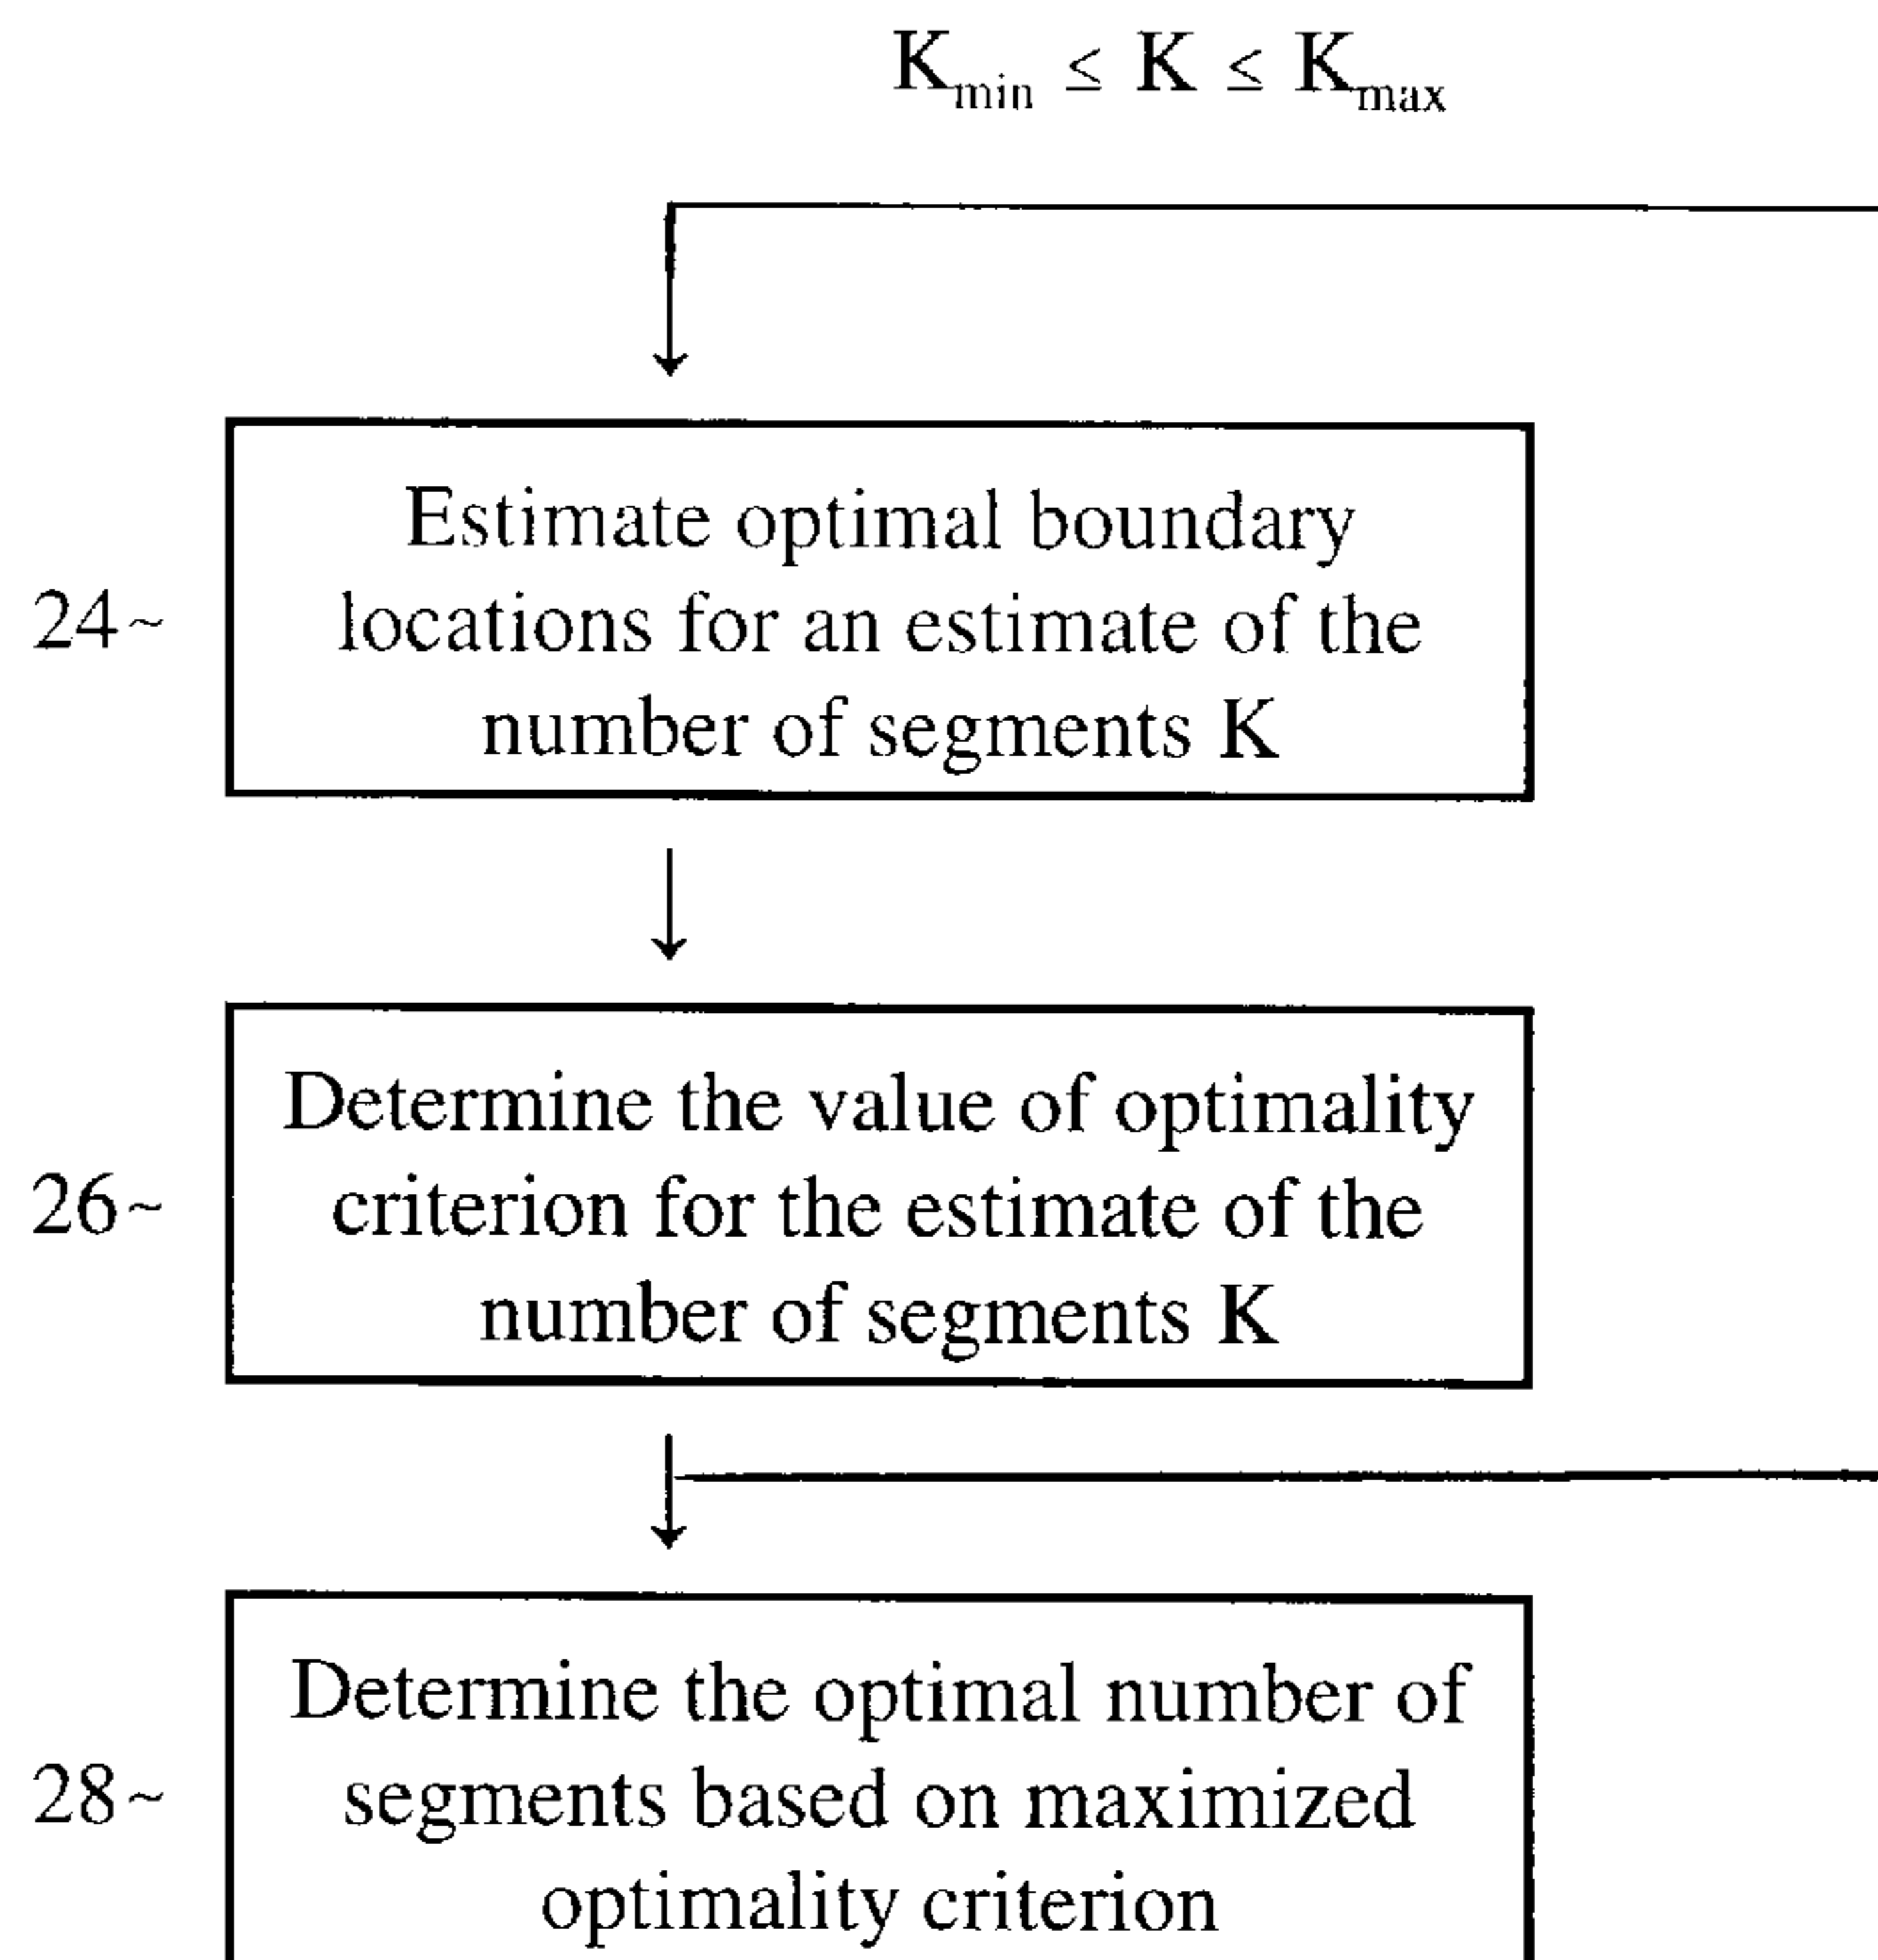 K_min ≤ K ≤ K_max
Estimate optimal boundary
24~ locations for an estimate of the
number of segments K
Determine the value of optimality
26~ criterion for the estimate of the
number of segments K
Determine the optimal number of
28~ segments based on maximized
optimality criterion